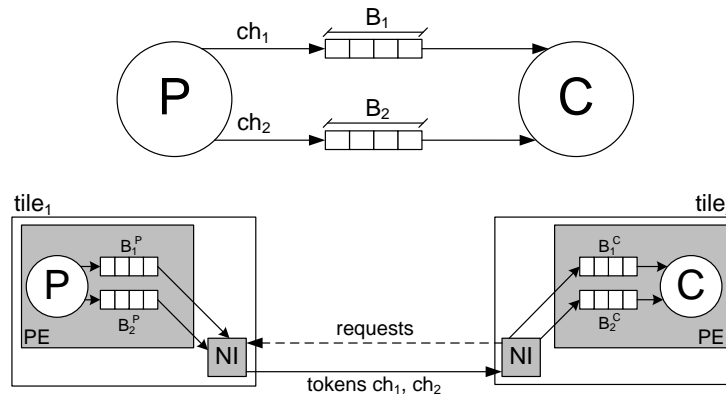 ch₁ B₁
P C
ch₂ B₂
tile₁ tile
B₁ᴾ B₁ᶜ
P C
B₂ᴾ B₂ᶜ
PE NI requests NI PE
tokens ch₁, ch₂